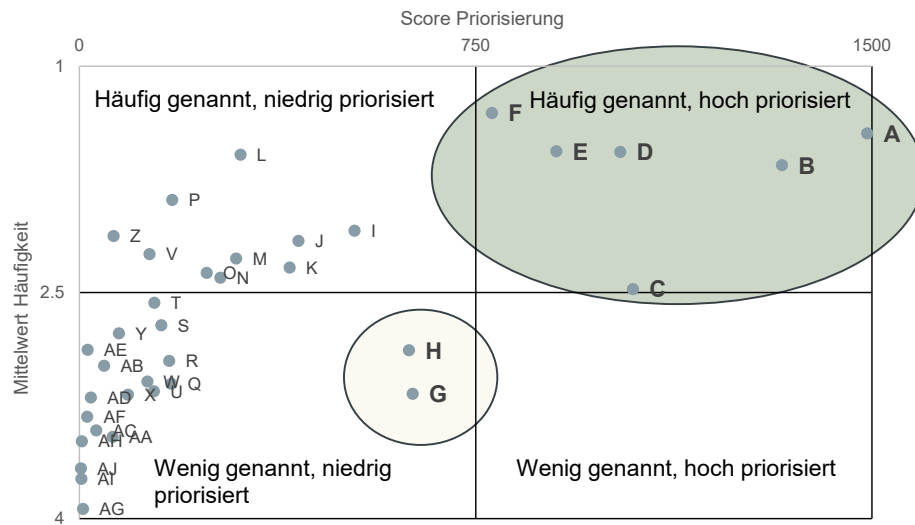 Score Priorisierung
0 750 1500
1
Häufig genannt, niedrig priorisiert
Häufig genannt, hoch priorisiert
F
A
L
E
D
B
P
Z
I
J
V
M
K
O
N
C
2.5
Mittelwert Häufigkeit
T
S
Y
AE
H
AB
R
W
Q
AD
X
U
G
AF
AC
AA
AH
AJ
AI
Wenig genannt, niedrig
priorisiert
Wenig genannt, hoch priorisiert
AG
4